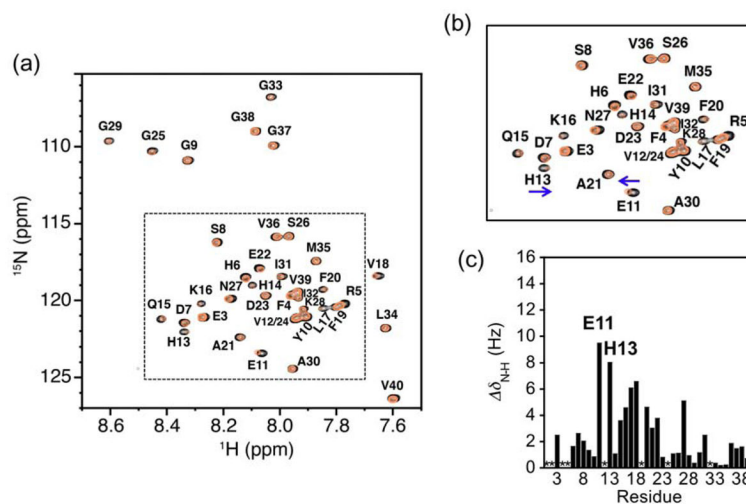 (a)
G33
G38
G29
G25
G9
G37
110
115
120
125
15N (ppm)
S8
V36
S26
E22
M35
H6
I31
V18
K16
N27
H14
V39
F20
I32
Q15
D7
E3
D23
F4
K28
R5
L34
V12/24
Y10
L17
F19
H13
A21
E11
A30
V40
8.6
8.4
8.2
8.0
7.8
7.6
1H (ppm)
(b)
V36
S26
S8
M35
E22
H6
I31
K16
N27
H14
V39
F20
I32
Q15
D7
E3
D23
F4
K28
R5
V12/24
Y10
L17
F19
H13
A21
E11
A30
(c)
16
14
12
10
8
6
4
2
0
ΔδN-H (Hz)
E11
H13
** ** * * * *
3 8 13 18 23 28 33 38
Residue